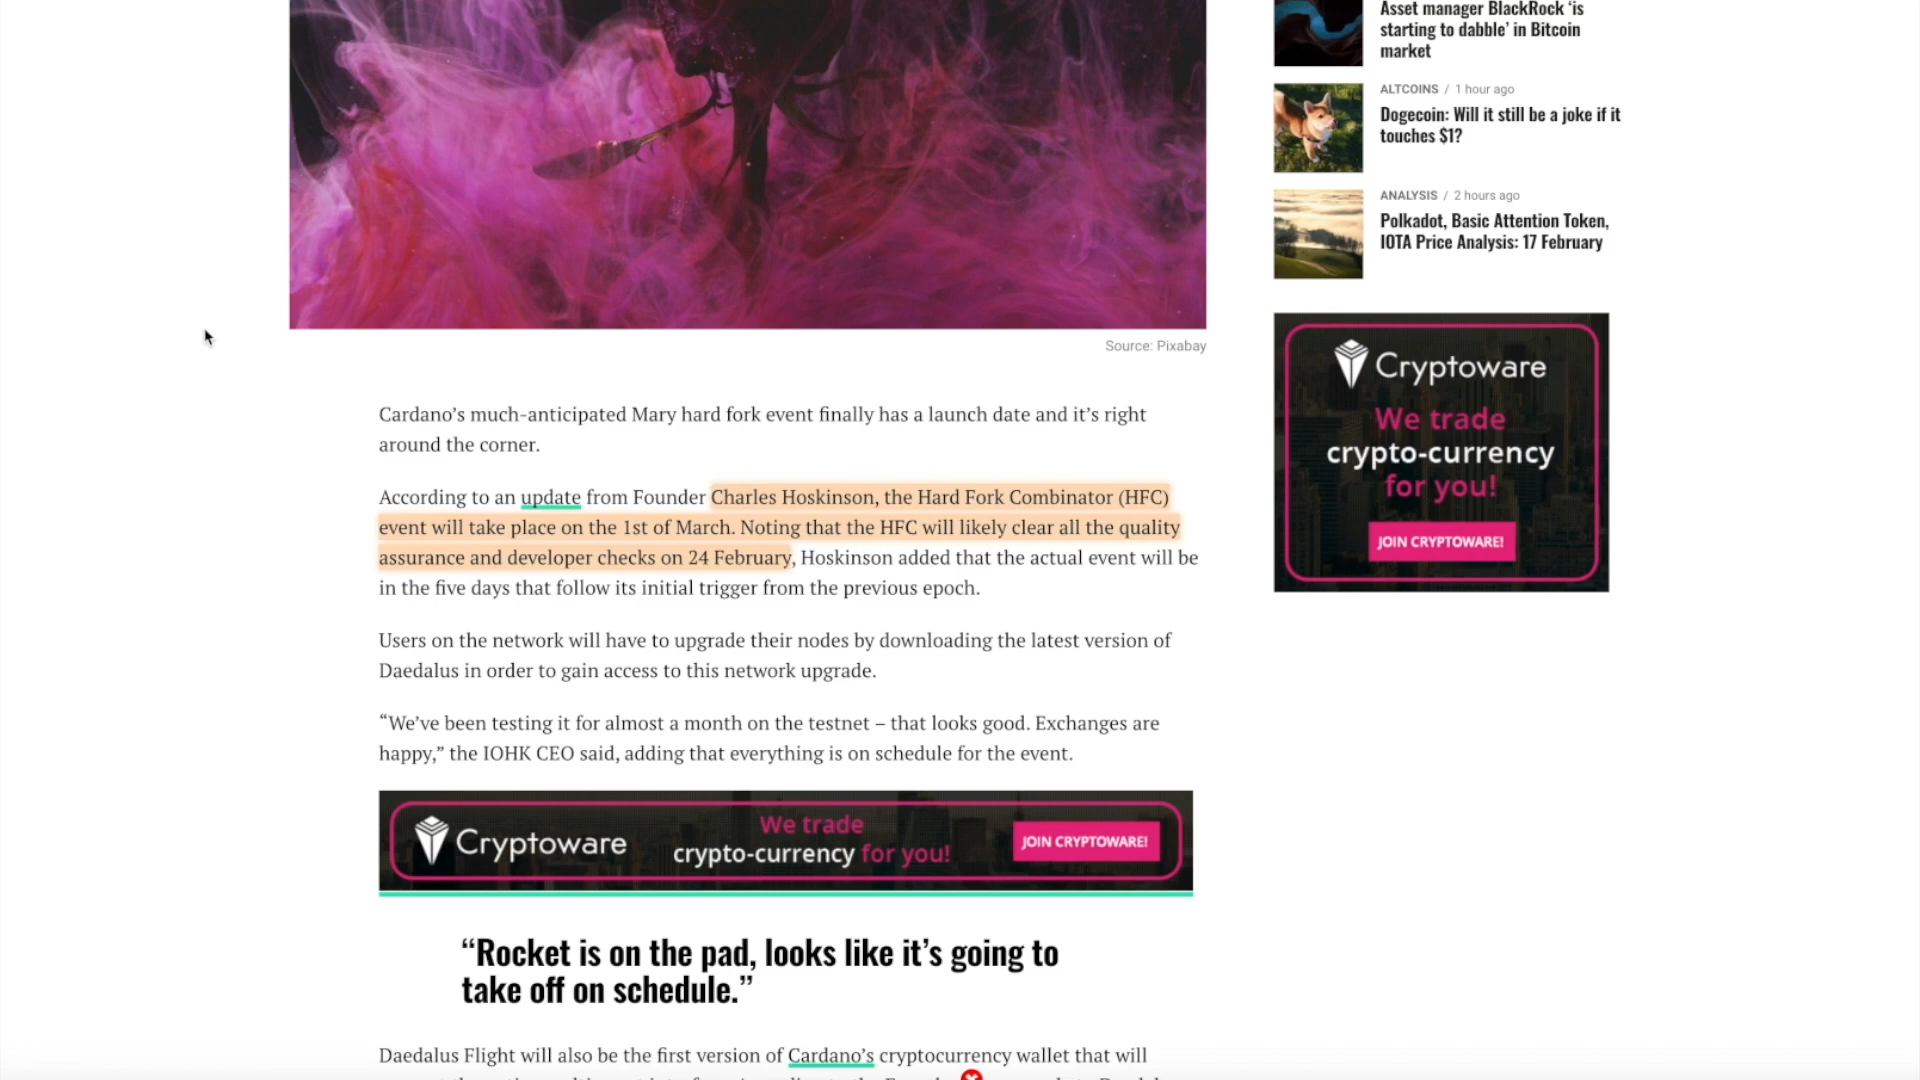 Asset manager BlackRock ‘is
starting to dabble’ in Bitcoin
market
ALTCOINS / 1 hour ago
Dogecoin: Will it still be a joke if it
touches $1?
ANALYSIS / 2 hours ago
Polkadot, Basic Attention Token,
IOTA Price Analysis: 17 February
Source: Pixabay
Cryptoware
We trade
crypto-currency
for you!
JOIN CRYPTOWARE!
Cardano’s much-anticipated Mary hard fork event finally has a launch date and it’s right
around the corner.
According to an update from Founder Charles Hoskinson, the Hard Fork Combinator (HFC)
event will take place on the 1st of March. Noting that the HFC will likely clear all the quality
assurance and developer checks on 24 February, Hoskinson added that the actual event will be
in the five days that follow its initial trigger from the previous epoch.
Users on the network will have to upgrade their nodes by downloading the latest version of
Daedalus in order to gain access to this network upgrade.
“We’ve been testing it for almost a month on the testnet – that looks good. Exchanges are
happy,” the IOHK CEO said, adding that everything is on schedule for the event.
Cryptoware
We trade
crypto-currency for you!
JOIN CRYPTOWARE!
“Rocket is on the pad, looks like it’s going to
take off on schedule.”
Daedalus Flight will also be the first version of Cardano’s cryptocurrency wallet that will